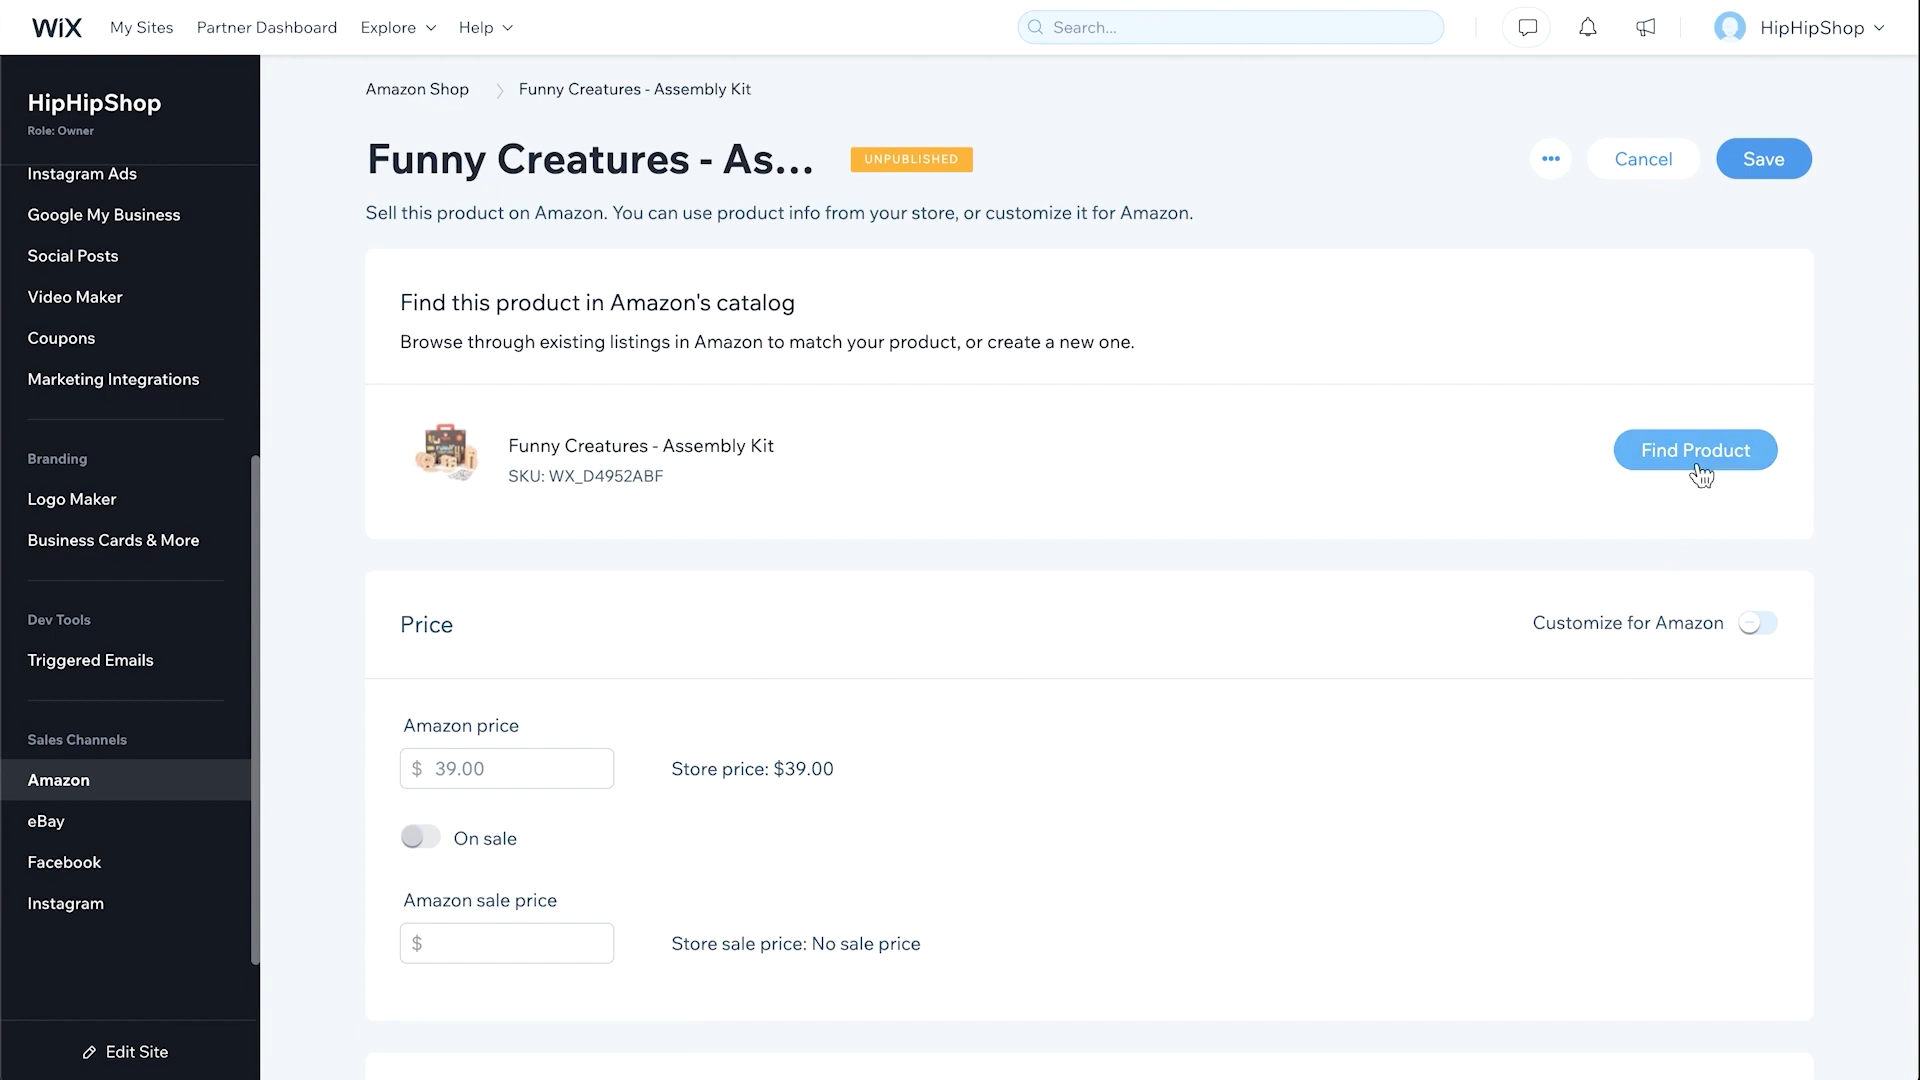 WiX
My Sites
Partner Dashboard
Explore
Help
Search...
HipHipShop
HipHipShop
Role: Owner
Instagram Ads
Google My Business
Social Posts
Video Maker
Coupons
Marketing Integrations
Branding
Logo Maker
Business Cards & More
Dev Tools
Triggered Emails
Sales Channels
Amazon
eBay
Facebook
Instagram
Edit Site
Amazon Shop
Funny Creatures - Assembly Kit
Funny Creatures - As...
UNPUBLISHED
Cancel
Save
Sell this product on Amazon. You can use product info from your store, or customize it for Amazon.
Find this product in Amazon's catalog
Browse through existing listings in Amazon to match your product, or create a new one.
Funny Creatures - Assembly Kit
SKU: WX_D4952ABF
Find Product
Price
Customize for Amazon
Amazon price
$ 39.00
Store price: $39.00
On sale
Amazon sale price
$
Store sale price: No sale price